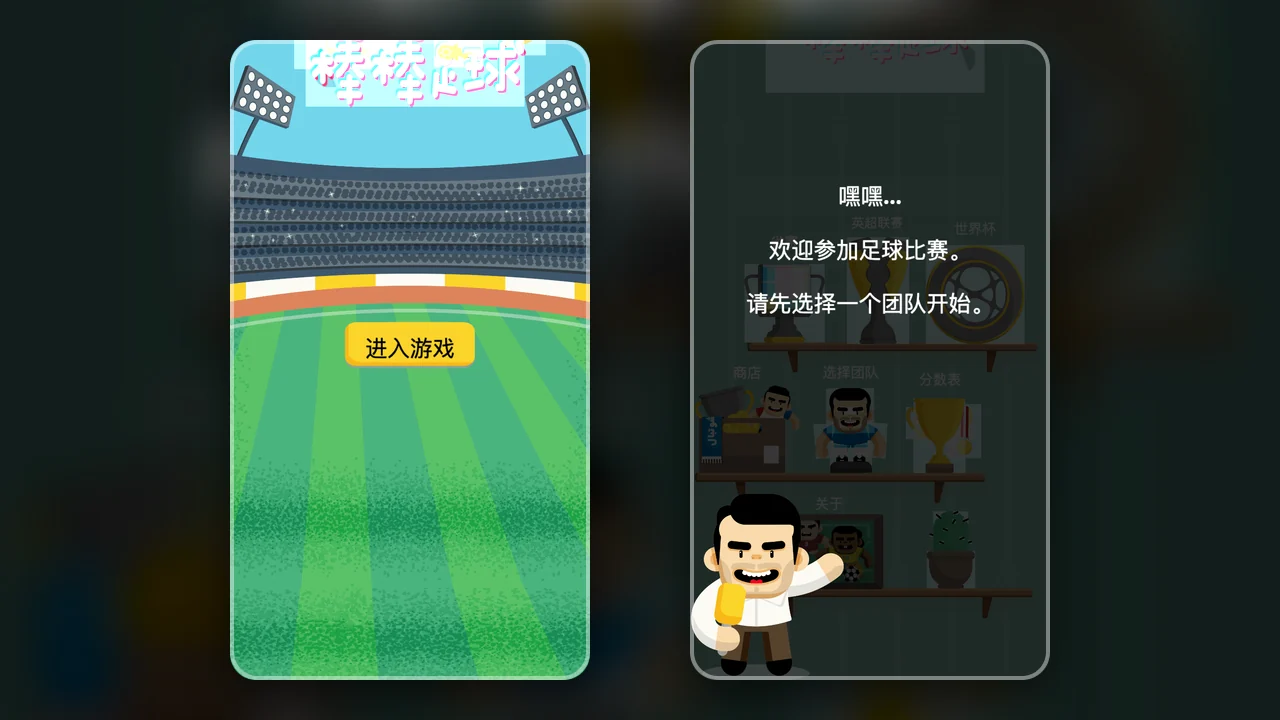 棒棒足球
进入游戏
嘿嘿...
欢迎参加足球比赛。
请先选择一个团队开始。
英超联赛
世界杯
商店
选择团队
分数表
关于